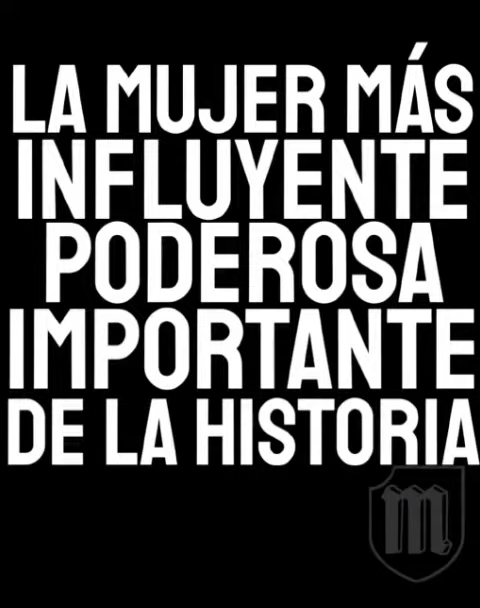 LA MUJER MÁS
INFLUYENTE
PODEROSA
IMPORTANTE
DE LA HISTORIA
m